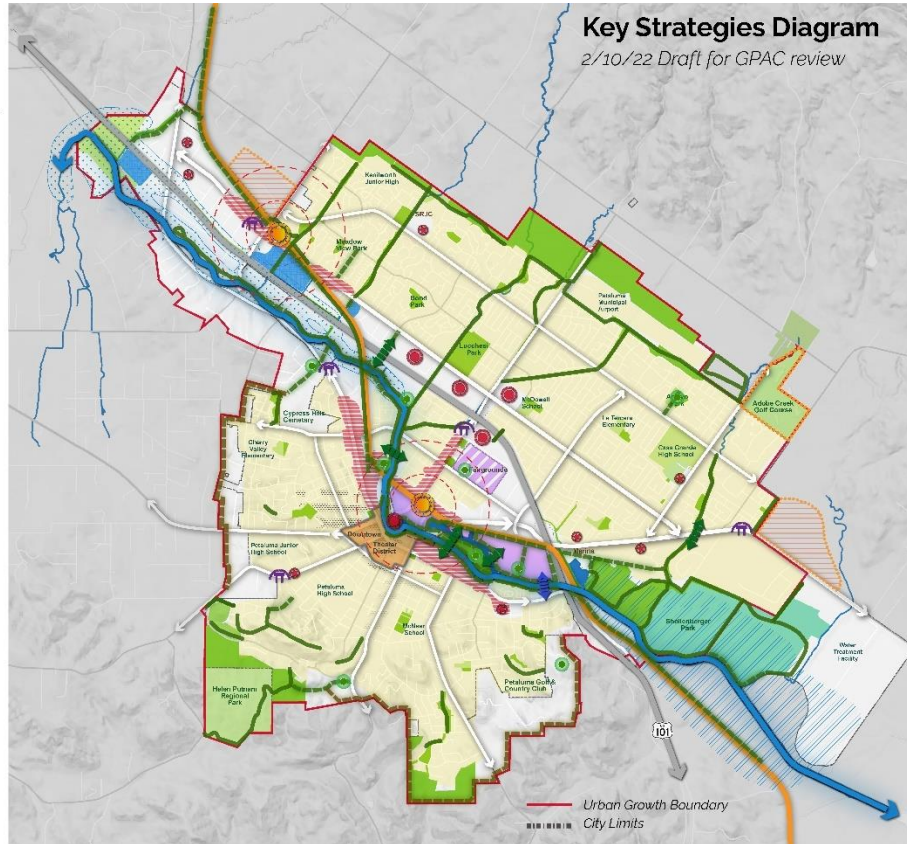 Key Strategies Diagram
2/10/22 Draft for GPAC review
Kenilworth
Junior High
SRJC
Meadow
View Park
Bond
Park
Petaluma
Municipal
Airport
Lucchesi
Park
McDowell
School
La Tercera
Elementary
Adobe Creek
Golf Course
Casa Grande
High School
Cypress Hills
Cemetery
Cherry
Valley
Elementary
Fairgrounds
Downtown
Theater
District
Petaluma Junior
High School
Petaluma
High School
McNear
School
Marina
Shollenberger
Park
Water
Treatment
Facility
Helen Putnam
Regional
Park
Petaluma Golf &
Country Club
101
Urban Growth Boundary
City Limits